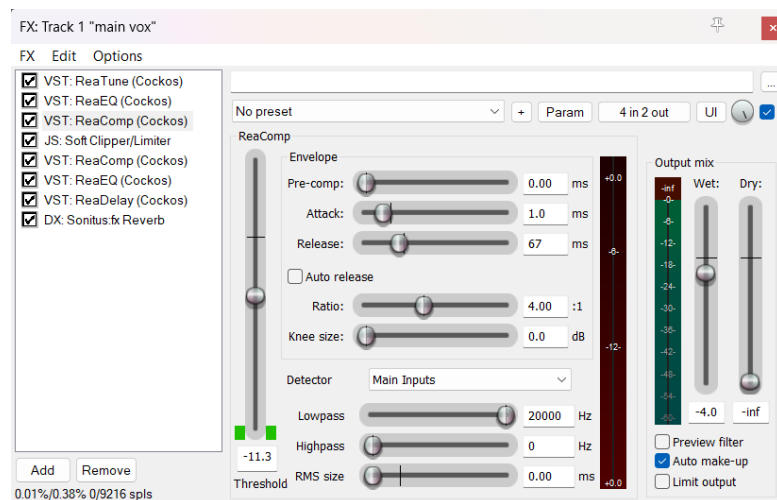 FX: Track 1 "main vox"
FX Edit Options
VST: ReaTune (Cockos)
VST: ReaEQ (Cockos)
VST: ReaComp (Cockos)
JS: Soft Clipper/Limiter
VST: ReaComp (Cockos)
VST: ReaEQ (Cockos)
VST: ReaDelay (Cockos)
DX: Sonitus:fx Reverb
Add Remove
0.01%/0.38% 0/9216 spls
...
No preset + Param 4 in 2 out UI
ReaComp
Envelope
Pre-comp: 0.00 ms
Attack: 1.0 ms
Release: 67 ms
Auto release
Ratio: 4.00 :1
Knee size: 0.0 dB
Detector Main Inputs
Lowpass 20000 Hz
Highpass 0 Hz
RMS size 0.00 ms
-11.3
Threshold
+0.0
-6-
-12-
+0.0
Output mix
Wet: Dry:
-inf
-0-
-6-
-12-
-18-
-24-
-30-
-36-
-42-
-48-
-54-
-60-
-4.0 -inf
Preview filter
Auto make-up
Limit output